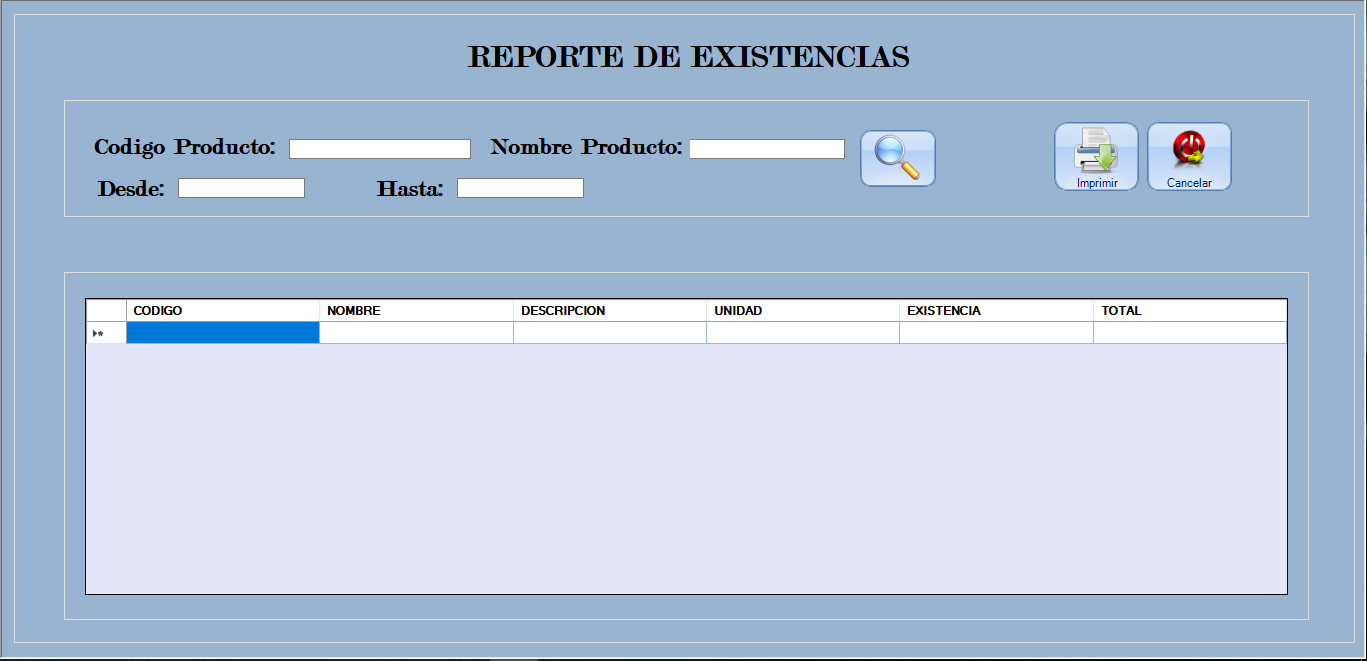 REPORTE DE EXISTENCIAS
Codigo Producto: Nombre Producto:
Imprimir Cancelar
Desde: Hasta:
CODIGO NOMBRE DESCRIPCION UNIDAD EXISTENCIA TOTAL